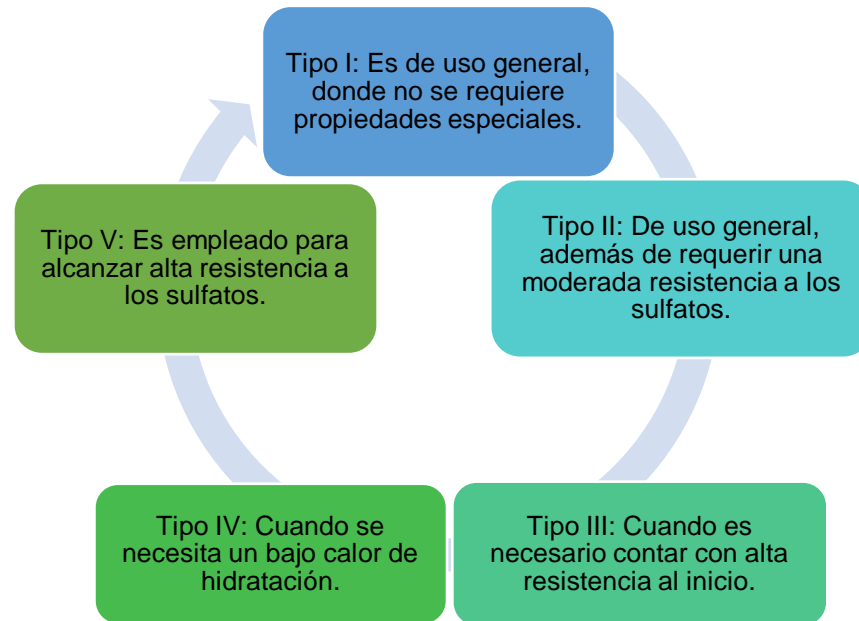 Tipo I: Es de uso general,
donde no se requiere
propiedades especiales.
Tipo II: De uso general,
además de requerir una
moderada resistencia a los
sulfatos.
Tipo III: Cuando es
necesario contar con alta
resistencia al inicio.
Tipo IV: Cuando se
necesita un bajo calor de
hidratación.
Tipo V: Es empleado para
alcanzar alta resistencia a
los sulfatos.